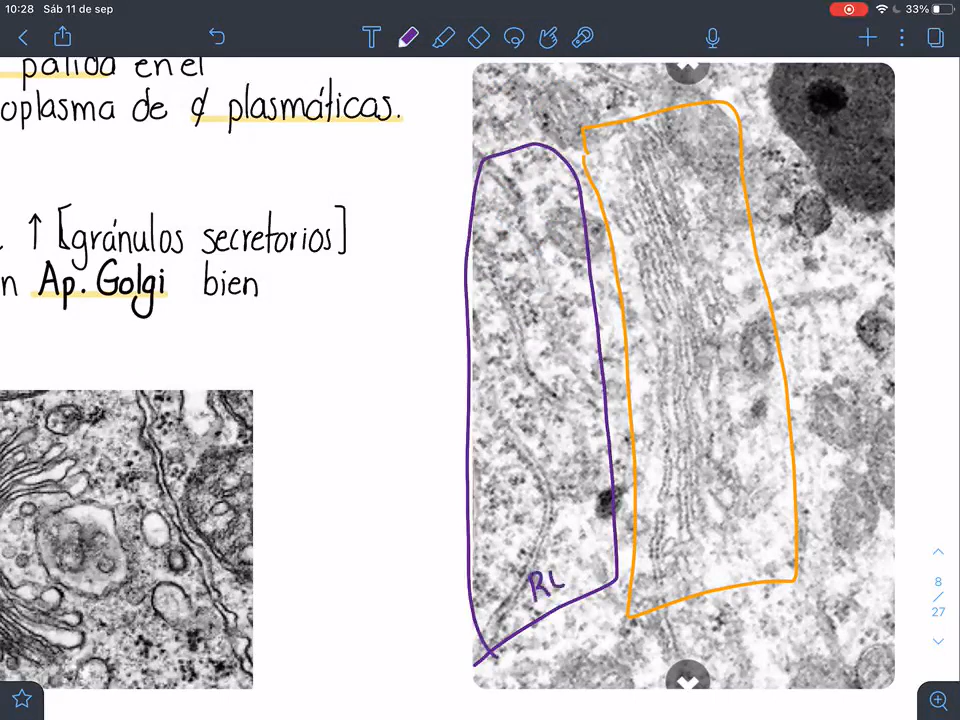 10:28 Sáb 11 de sep
33%
pálida en el
oplasma de ¢ plasmáticas.
. ↑ [gránulos secretorios]
n Ap. Golgi bien
RL
8
/
27